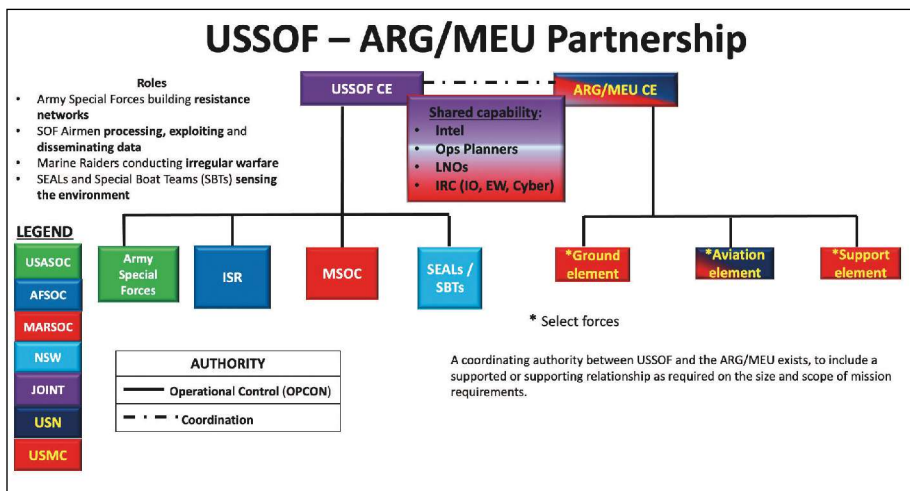 USSOF – ARG/MEU Partnership
Roles
• Army Special Forces building resistance
networks
• SOF Airmen processing, exploiting and
disseminating data
• Marine Raiders conducting irregular warfare
• SEALs and Special Boat Teams (SBTs) sensing
the environment
USSOF CE
ARG/MEU CE
Shared capability:
• Intel
• Ops Planners
• LNOs
• IRC (IO, EW, Cyber)
LEGEND
USASOC
AFSOC
MARSOC
NSW
JOINT
USN
USMC
Army
Special
Forces
ISR
MSOC
SEALs /
SBTs
*Ground
element
*Aviation
element
*Support
element
* Select forces
AUTHORITY
Operational Control (OPCON)
Coordination
A coordinating authority between USSOF and the ARG/MEU exists, to include a
supported or supporting relationship as required on the size and scope of mission
requirements.